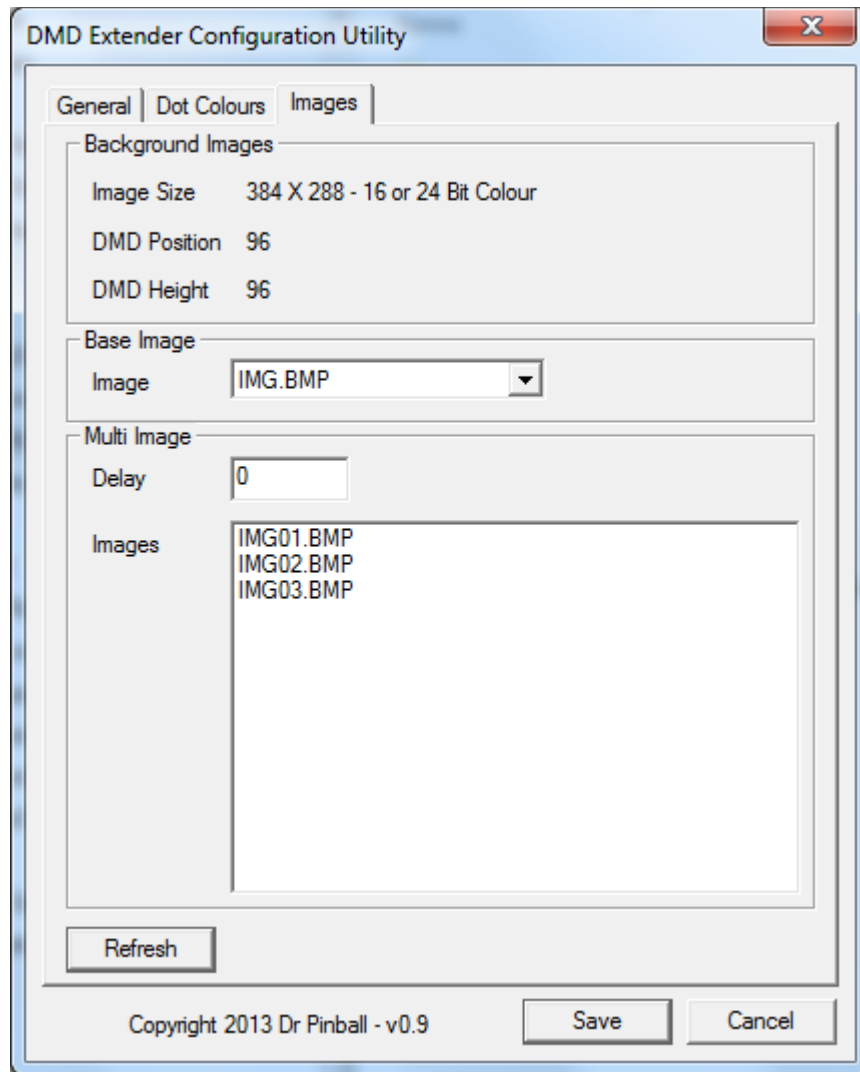 DMD Extender Configuration Utility
General Dot Colours Images
Background Images
Image Size 384 X 288 - 16 or 24 Bit Colour
DMD Position 96
DMD Height 96
Base Image
Image IMG.BMP
Multi Image
Delay 0
Images IMG01.BMP
IMG02.BMP
IMG03.BMP
Refresh
Copyright 2013 Dr Pinball - v0.9 Save Cancel